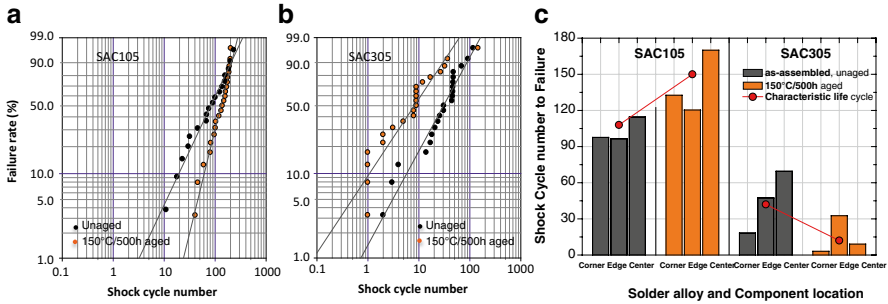 a
99.0
50.0
10.0
5.0
1.0
Failure rate (%)
SAC105
Unaged
150°C/500h aged
0.1 1 10 100 1000
Shock cycle number
b
99.0
50.0
10.0
5.0
1.0
SAC305
Unaged
150°C/500h aged
0.1 1 10 100 1000
Shock cycle number
c
180
150
120
90
60
30
0
Shock Cycle number to Failure
SAC105 SAC305
as-assembled, unaged
150°C/500h aged
Characteristic life cycle
Corner Edge Center Corner Edge Center Corner Edge Center Corner Edge Center
Solder alloy and Component location